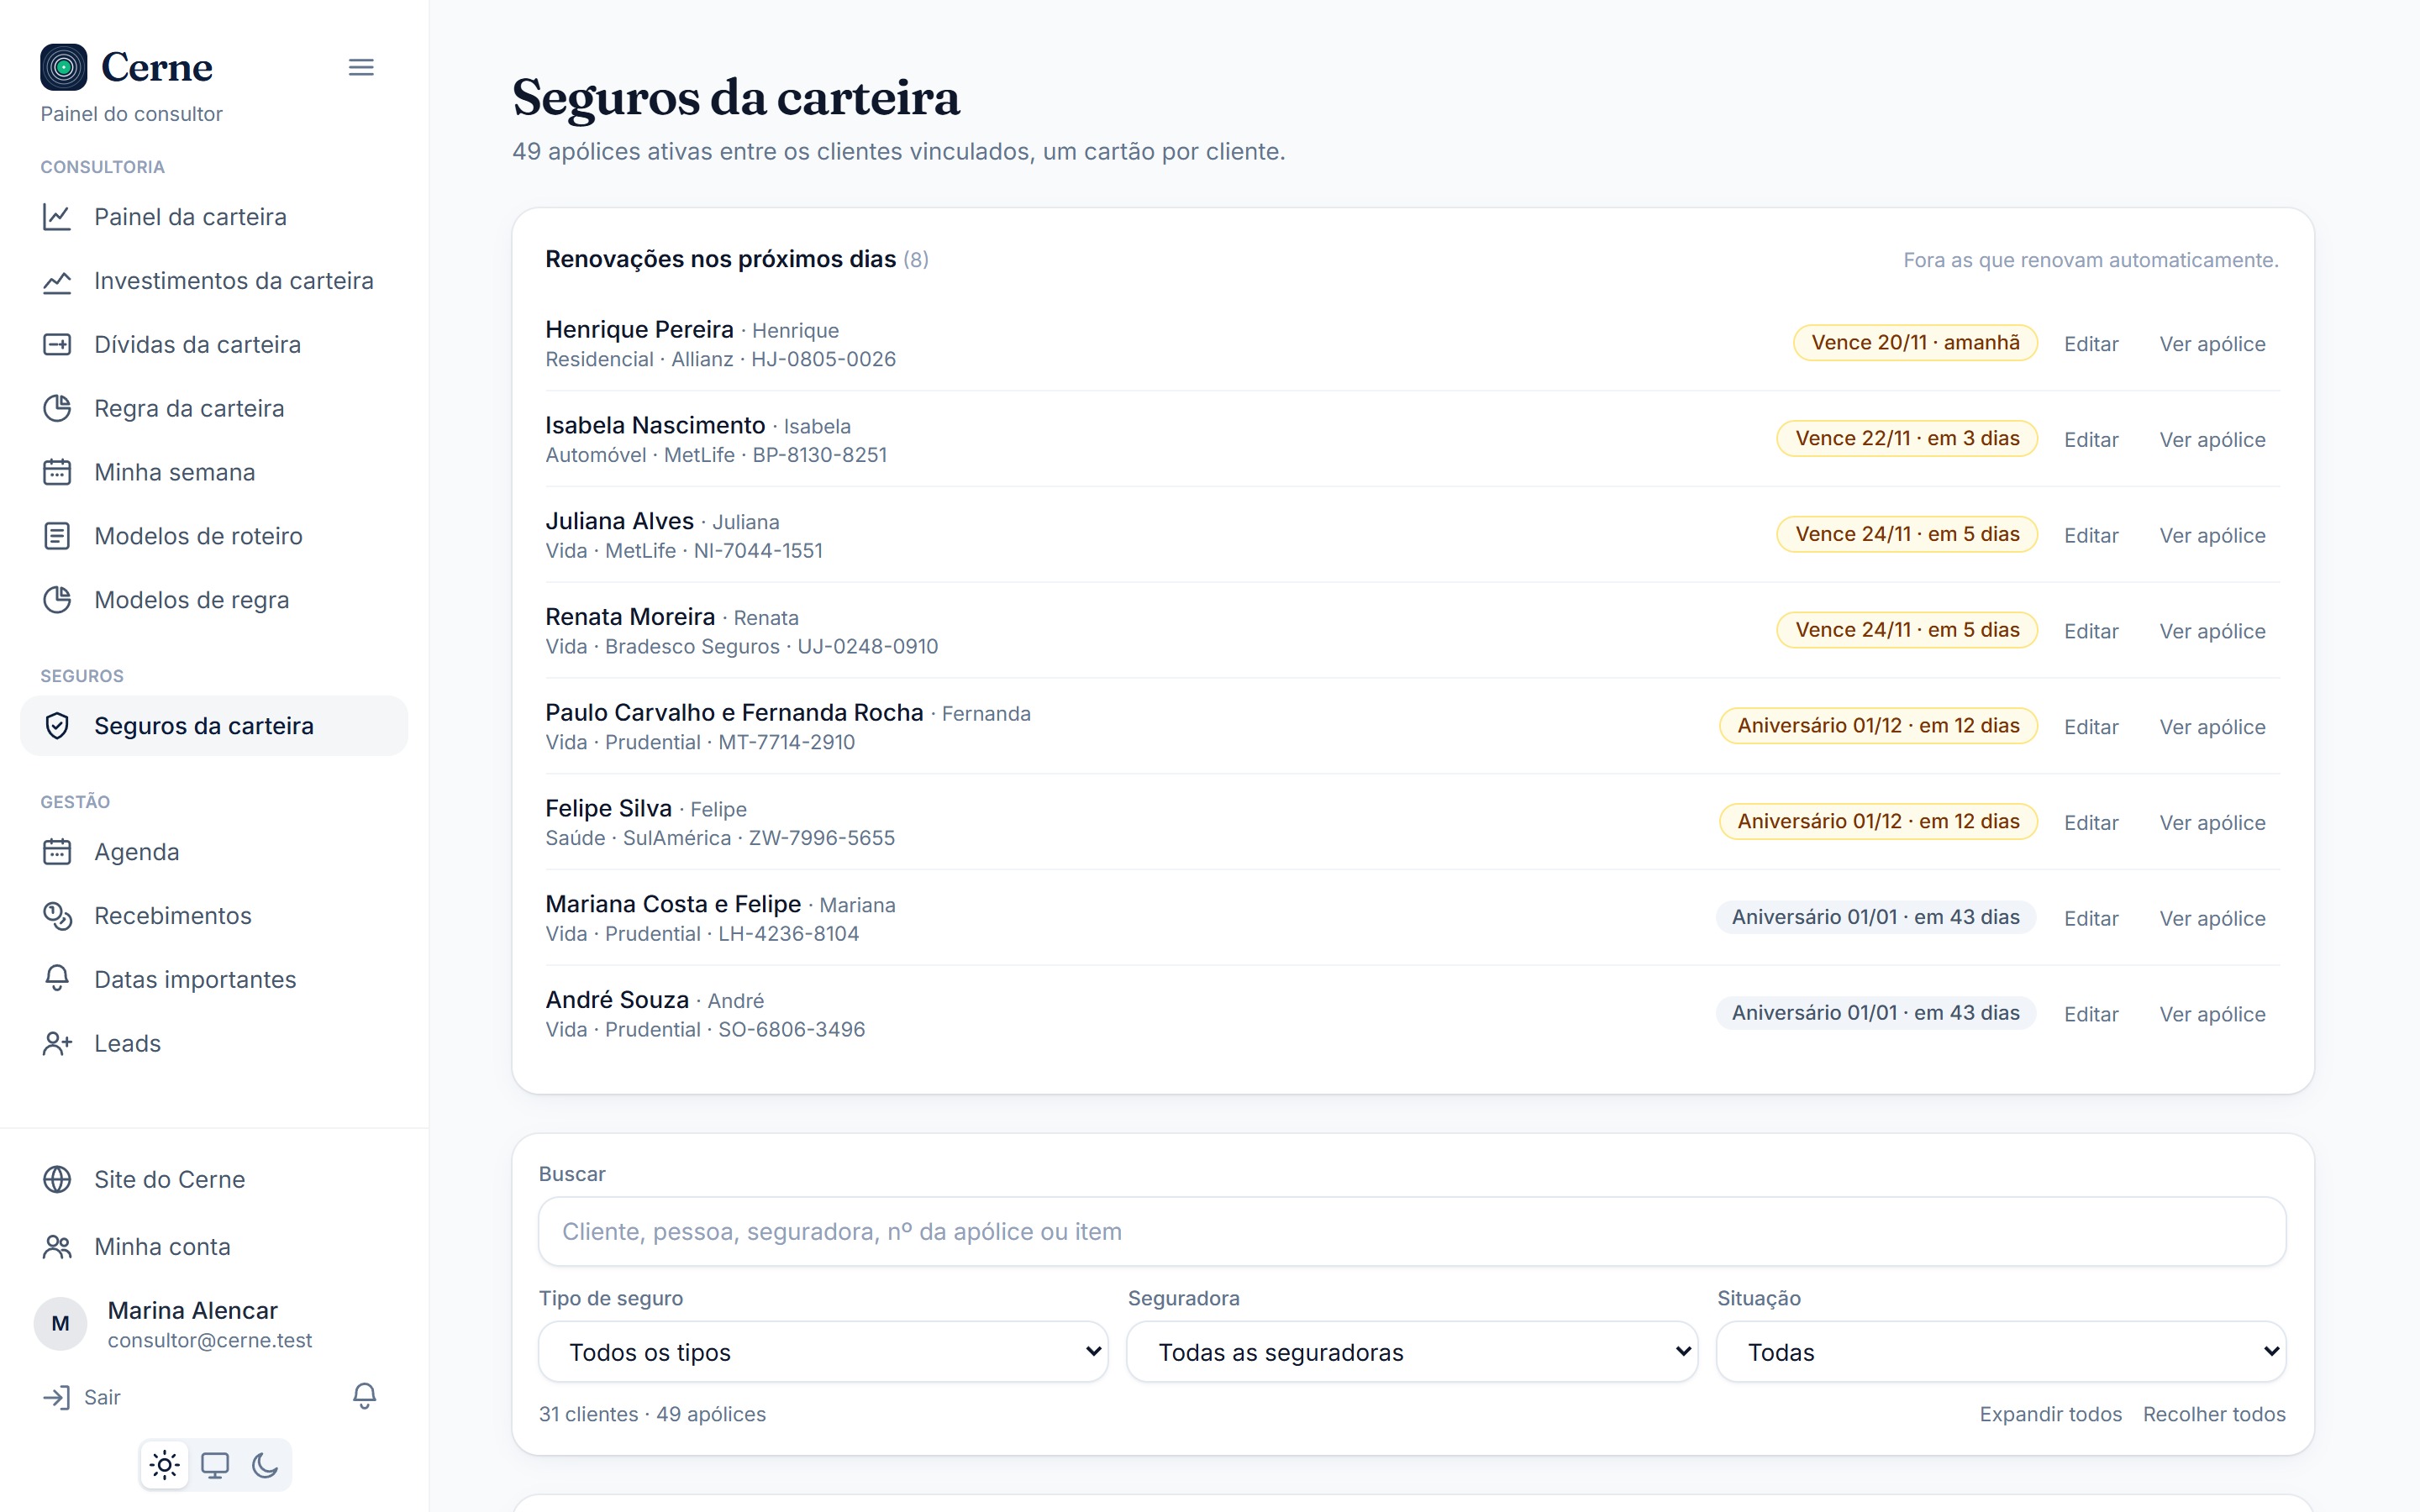 Cerne
Painel do consultor
CONSULTORIA
Painel da carteira
Investimentos da carteira
Dívidas da carteira
Regra da carteira
Minha semana
Modelos de roteiro
Modelos de regra
SEGUROS
Seguros da carteira
GESTÃO
Agenda
Recebimentos
Datas importantes
Leads
Site do Cerne
Minha conta
M
Marina Alencar
consultor@cerne.test
Sair
Seguros da carteira
49 apólices ativas entre os clientes vinculados, um cartão por cliente.
Renovações nos próximos dias (8)
Fora as que renovam automaticamente.
Henrique Pereira · Henrique
Residencial · Allianz · HJ-0805-0026
Vence 20/11 · amanhã Editar Ver apólice
Isabela Nascimento · Isabela
Automóvel · MetLife · BP-8130-8251
Vence 22/11 · em 3 dias Editar Ver apólice
Juliana Alves · Juliana
Vida · MetLife · NI-7044-1551
Vence 24/11 · em 5 dias Editar Ver apólice
Renata Moreira · Renata
Vida · Bradesco Seguros · UJ-0248-0910
Vence 24/11 · em 5 dias Editar Ver apólice
Paulo Carvalho e Fernanda Rocha · Fernanda
Vida · Prudential · MT-7714-2910
Aniversário 01/12 · em 12 dias Editar Ver apólice
Felipe Silva · Felipe
Saúde · SulAmérica · ZW-7996-5655
Aniversário 01/12 · em 12 dias Editar Ver apólice
Mariana Costa e Felipe · Mariana
Vida · Prudential · LH-4236-8104
Aniversário 01/01 · em 43 dias Editar Ver apólice
André Souza · André
Vida · Prudential · SO-6806-3496
Aniversário 01/01 · em 43 dias Editar Ver apólice
Buscar
Cliente, pessoa, seguradora, nº da apólice ou item
Tipo de seguro Seguradora Situação
Todos os tipos Todas as seguradoras Todas
31 clientes · 49 apólices
Expandir todos Recolher todos